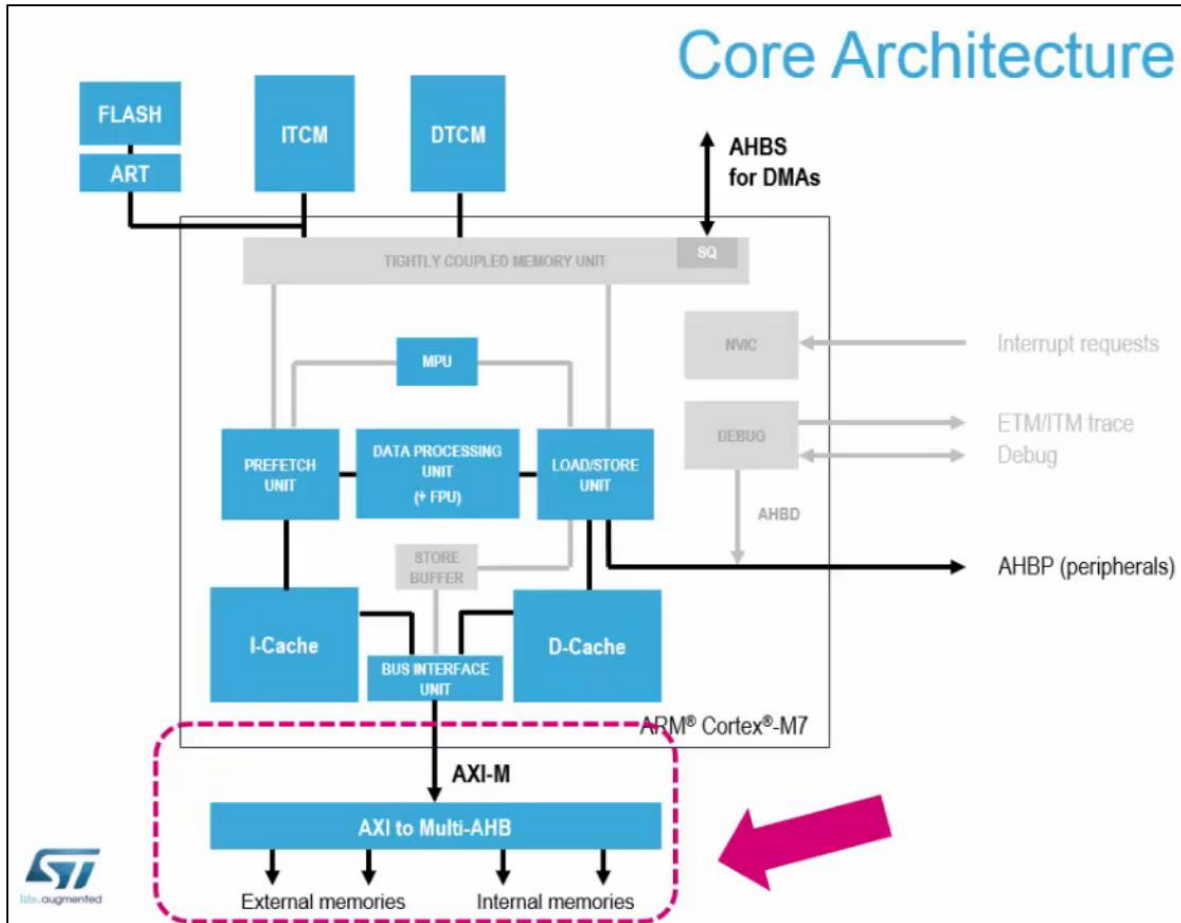 Core Architecture
FLASH
ART
ITCM
DTCM
AHBS
for DMAs
SQ
TIGHTLY COUPLED MEMORY UNIT
NVIC
Interrupt requests
MPU
DEBUG
ETM/ITM trace
Debug
PREFETCH
UNIT
DATA PROCESSING
UNIT
(+ FPU)
LOAD/STORE
UNIT
AHBD
STORE
BUFFER
AHBP (peripherals)
I-Cache
D-Cache
BUS INTERFACE
UNIT
ARM® Cortex®-M7
AXI-M
AXI to Multi-AHB
External memories
Internal memories
ST
life.augmented